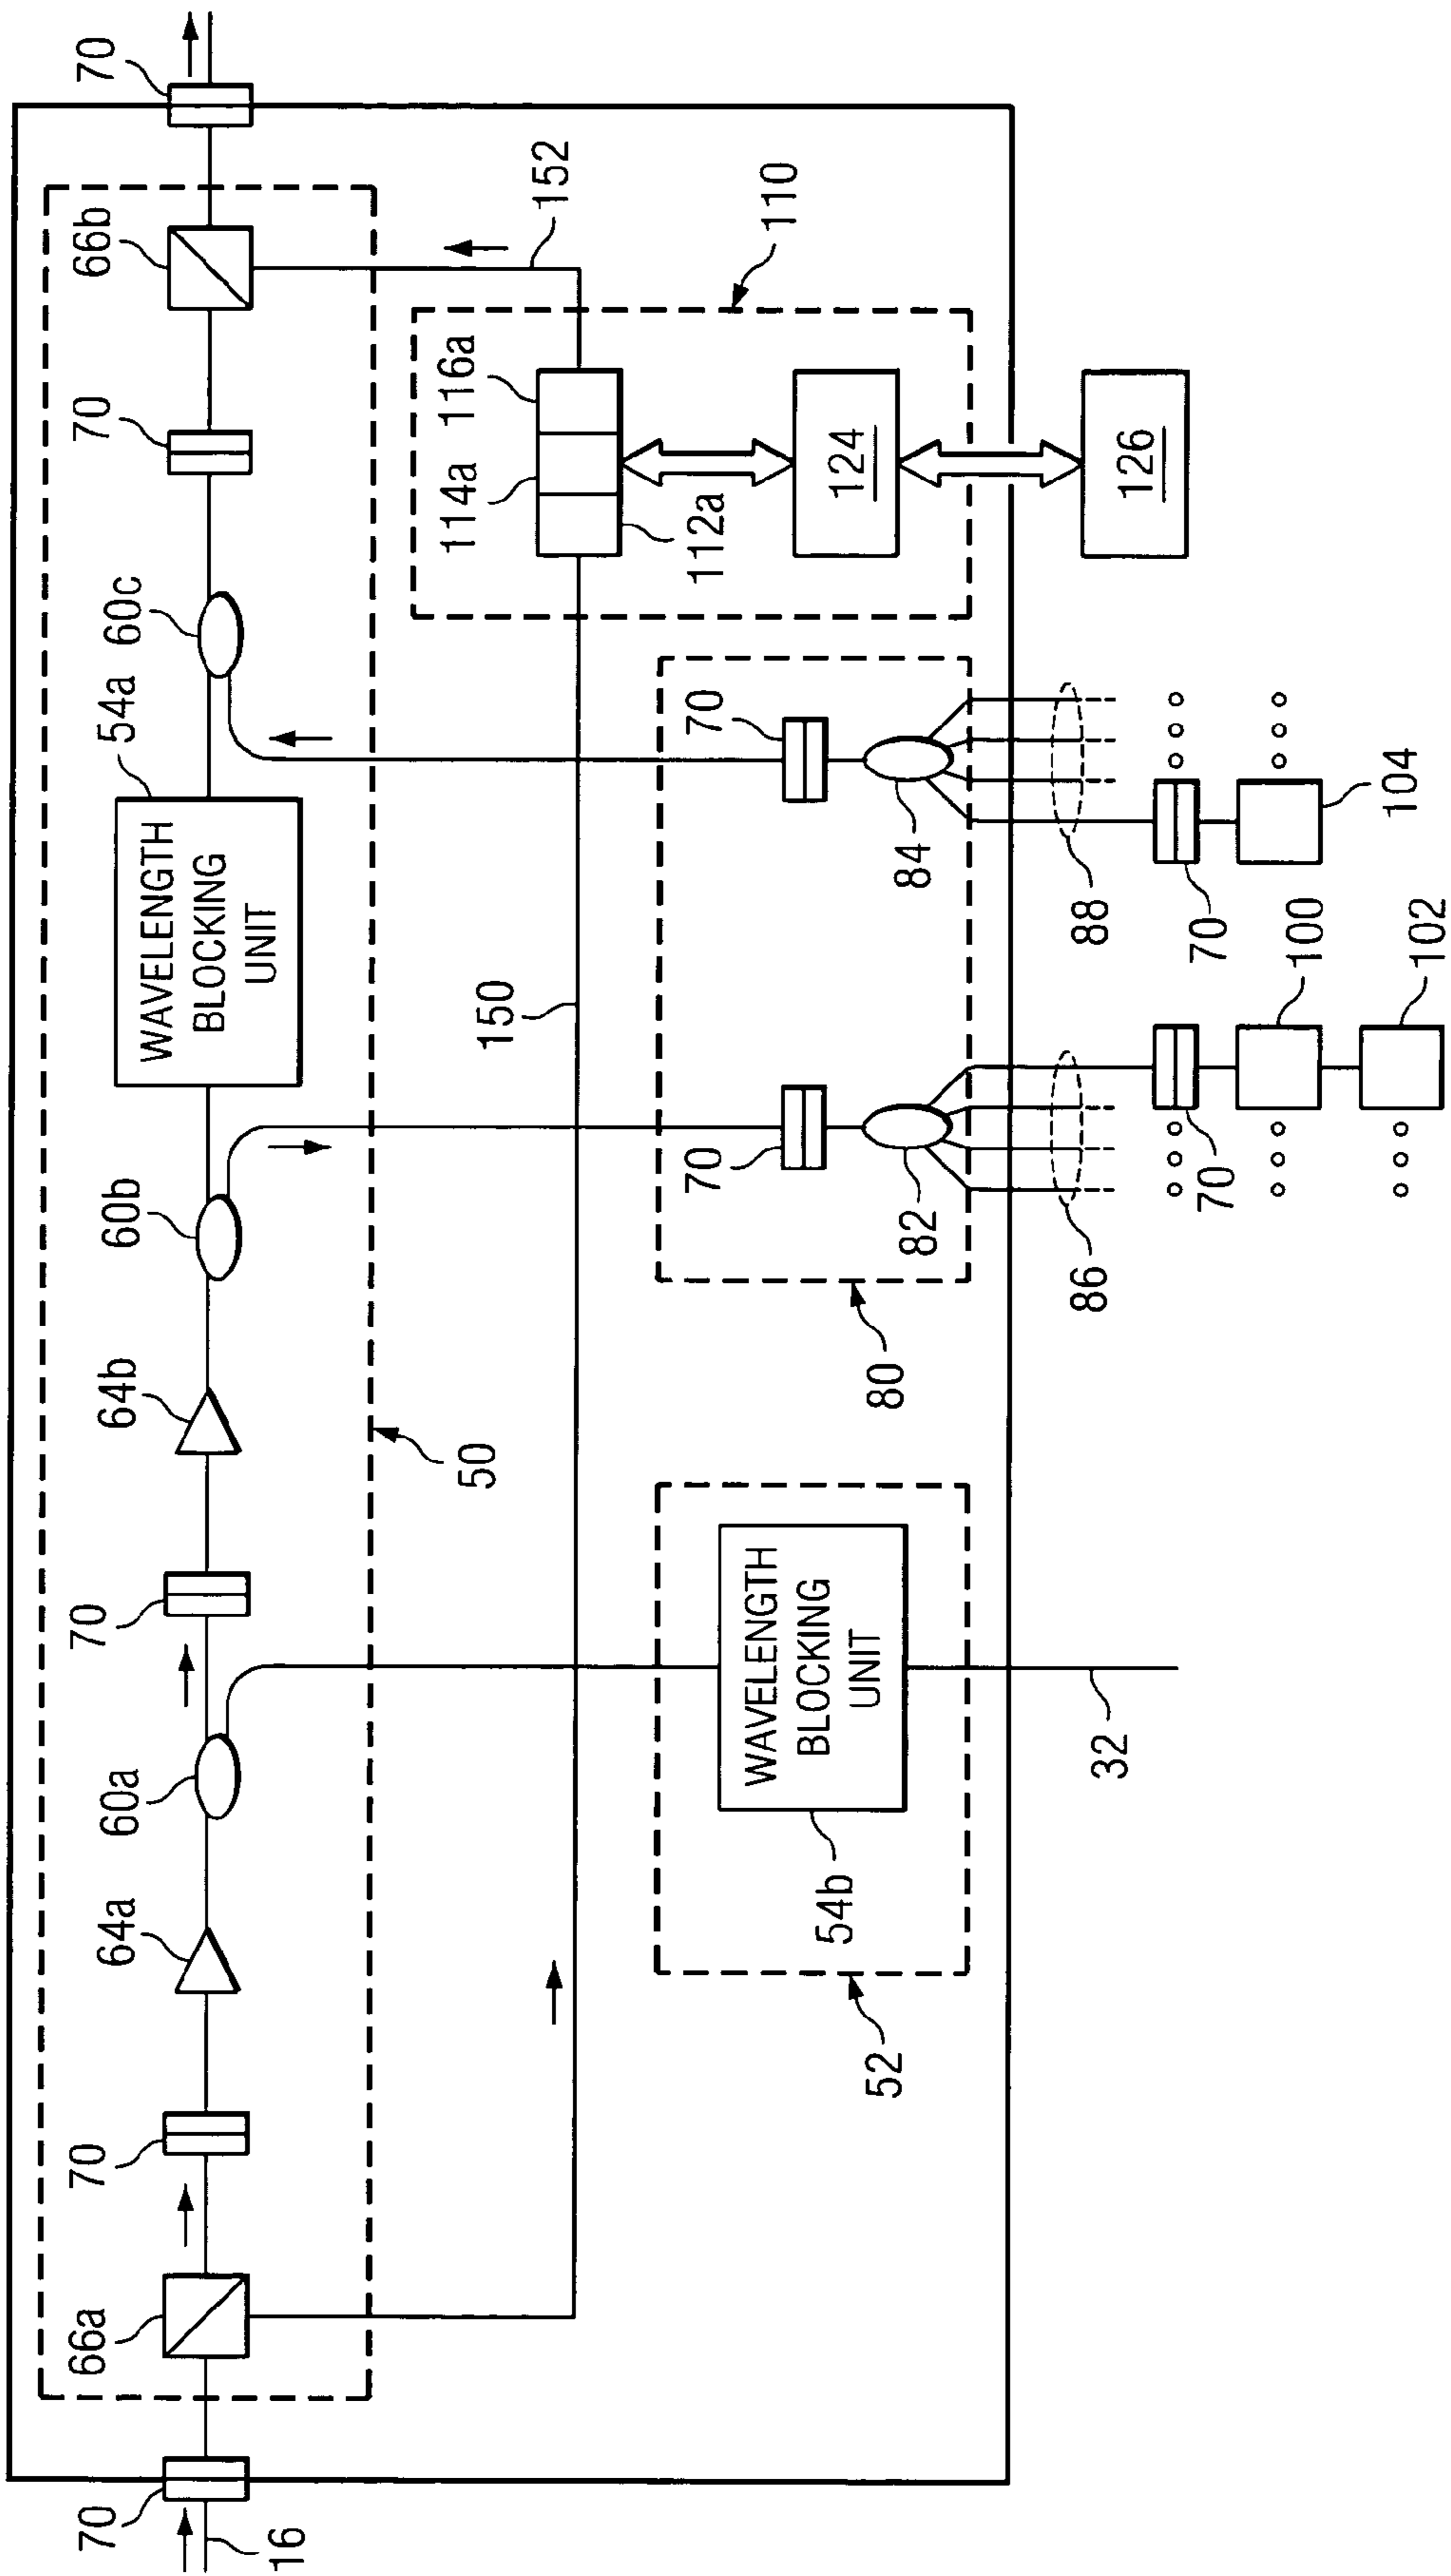 70
66a
70
64a
60a
70
64b
60b
54a
60c
70
66b
70
WAVELENGTH
BLOCKING
UNIT
16
50
150
114a
116a
152
112a
110
70
70
WAVELENGTH
BLOCKING
UNIT
54b
52
80
82
84
124
32
86
88
126
70
70
100
104
102